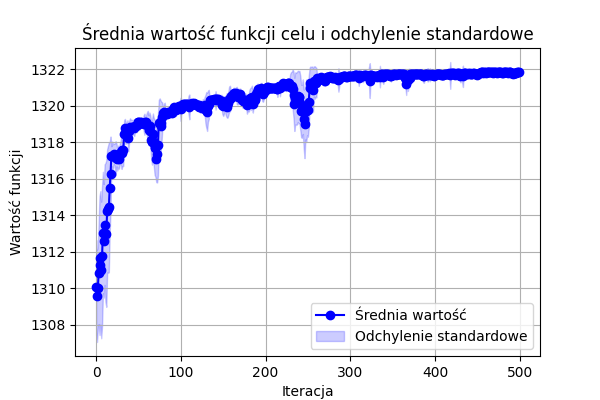 Średnia wartość funkcji celu i odchylenie standardowe
Wartość funkcji
1322
1320
1318
1316
1314
1312
1310
1308
0 100 200 300 400 500
Iteracja
Średnia wartość
Odchylenie standardowe